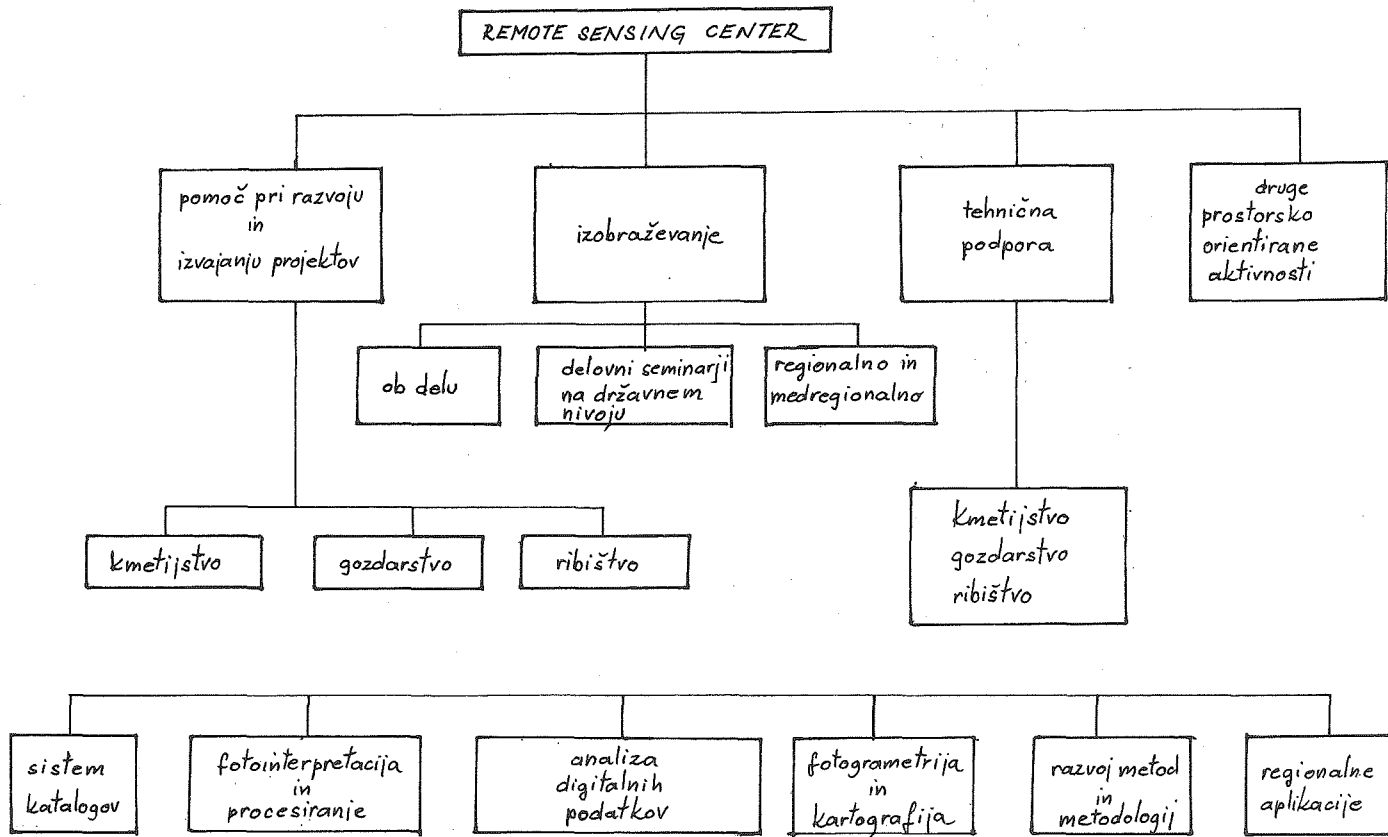 REMOTE SENSING CENTER
pomoč pri razvoju
in
izvajanju projektov
izobraževanje
tehnična
podpora
druge
prostorsko
orientirane
aktivnosti
ob delu
delovni seminarji
na državnem
nivoju
regionalno in
medregionalno
kmetijstvo
gozdarstvo
ribištvo
kmetijstvo
gozdarstvo
ribištvo
sistem
katalogov
fotointerpretacija
in
procesiranje
analiza
digitalnih
podatkov
fotogrametrija
in
kartografija
razvoj metod
in
metodologij
regionalne
aplikacije